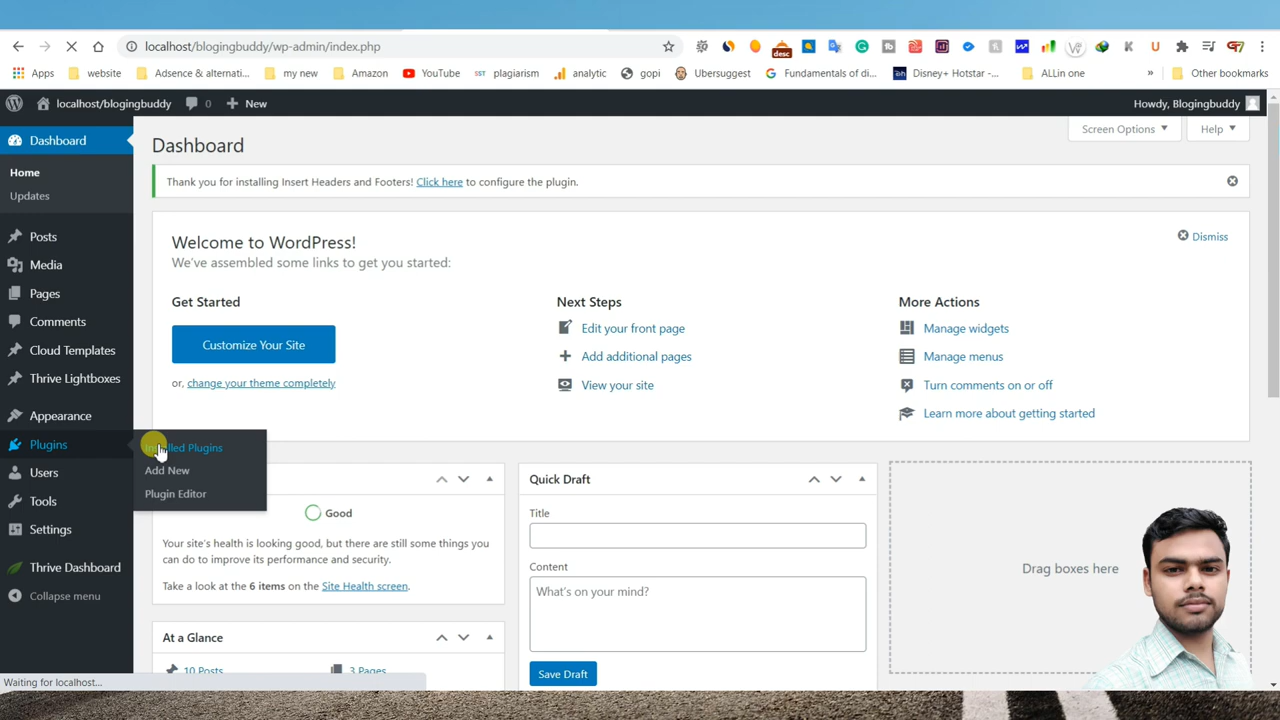 localhost/blogingbuddy/wp-admin/index.php
desc
Apps
website
Adsence & alternati...
my new
Amazon
YouTube
SST plagiarism
analytic
gopi
Ubersuggest
Fundamentals of di...
Disney+ Hotstar -...
ALLin one
»
Other bookmarks
localhost/blogingbuddy
0
New
Howdy, Blogingbuddy
Screen Options
Help
Dashboard
Home
Updates
Posts
Media
Pages
Comments
Cloud Templates
Thrive Lightboxes
Appearance
Plugins
Users
Tools
Settings
Thrive Dashboard
Collapse menu
Plugins
Add New
Plugin Editor
Dashboard
Thank you for installing Insert Headers and Footers! Click here to configure the plugin.
Welcome to WordPress!
We've assembled some links to get you started:
Dismiss
Get Started
Customize Your Site
or, change your theme completely
Next Steps
Edit your front page
Add additional pages
View your site
More Actions
Manage widgets
Manage menus
Turn comments on or off
Learn more about getting started
Good
Your site's health is looking good, but there are still some things you
can do to improve its performance and security.
Take a look at the 6 items on the Site Health screen.
At a Glance
10 Posts
3 Pages
Quick Draft
Title
Content
What's on your mind?
Save Draft
Drag boxes here
Waiting for localhost...